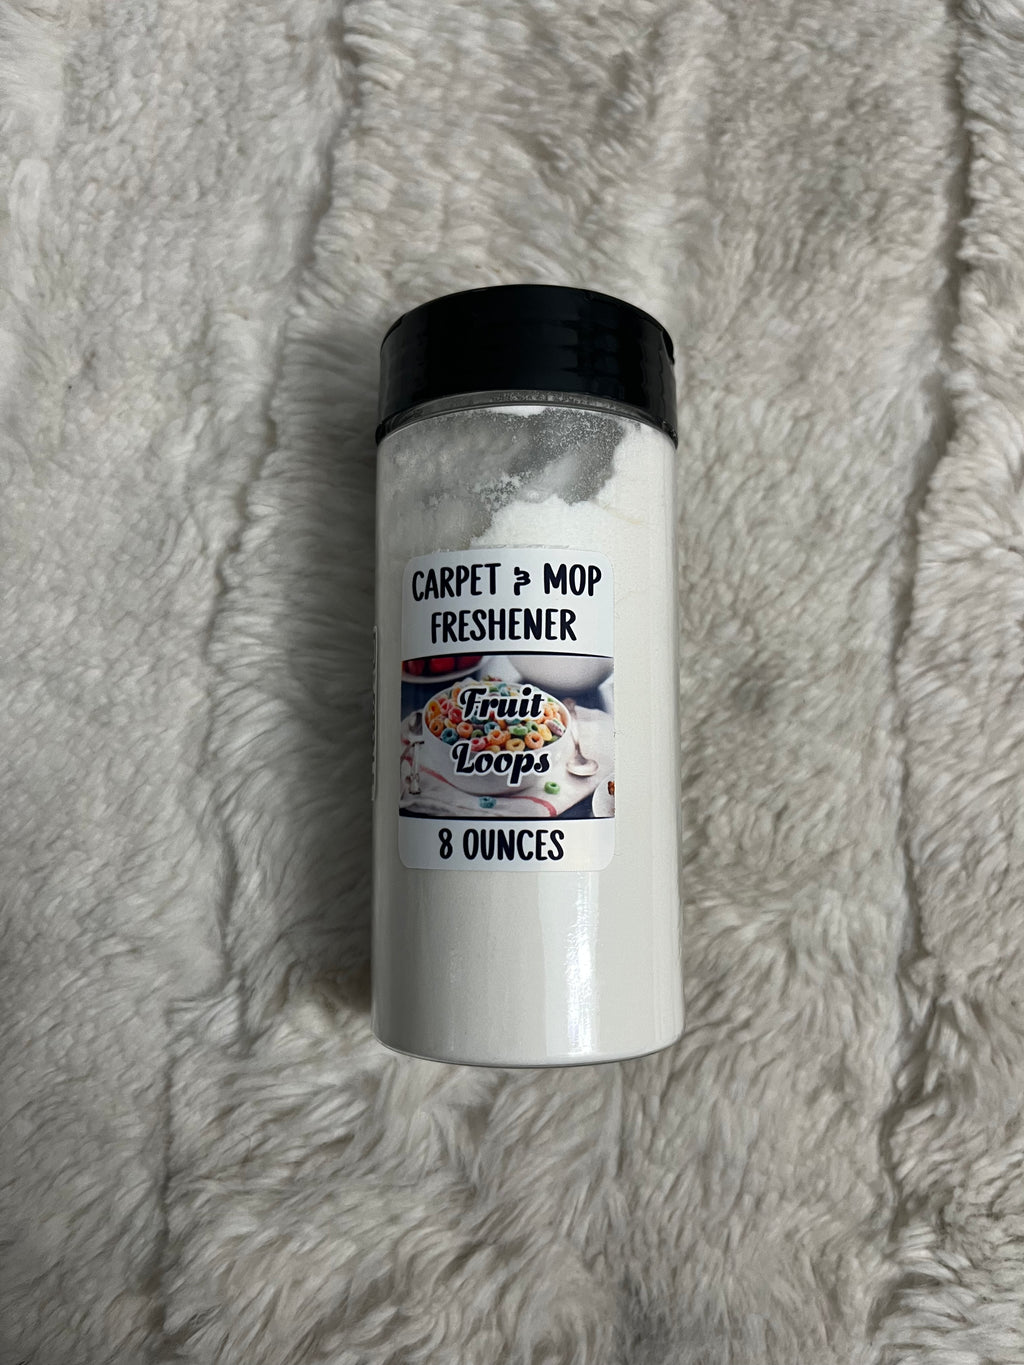 CARPET & MOP
FRESHENER
Fruit
Loops
8 OUNCES